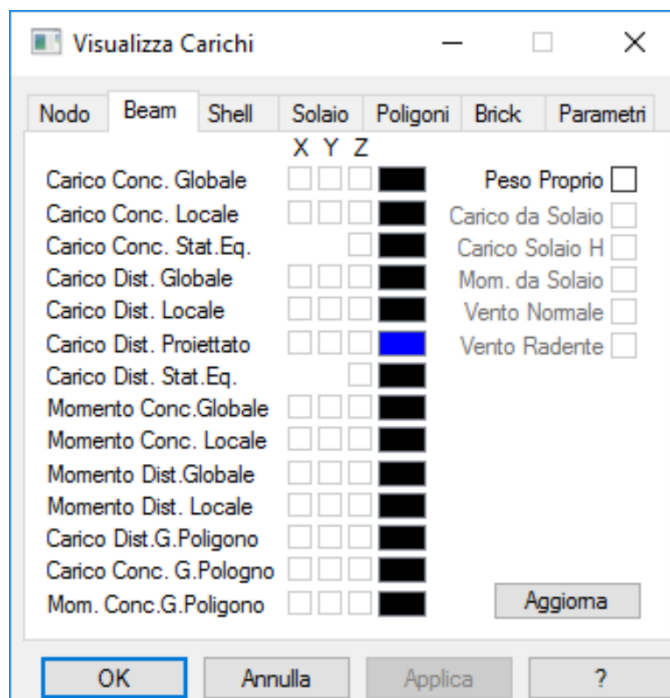 Visualizza Carichi
Nodo Beam Shell Solaio Poligoni Brick Parametri
X Y Z
Carico Conc. Globale Peso Proprio
Carico Conc. Locale Carico da Solaio
Carico Conc. Stat.Eq. Carico Solaio H
Carico Dist. Globale Mom. da Solaio
Carico Dist. Locale Vento Normale
Carico Dist. Proiettato Vento Radente
Carico Dist. Stat.Eq.
Momento Conc.Globale
Momento Conc. Locale
Momento Dist.Globale
Momento Dist. Locale
Carico Dist.G.Poligono
Carico Conc. G.Pologno
Mom. Conc.G.Poligono Aggiorna
OK Annulla Applica ?